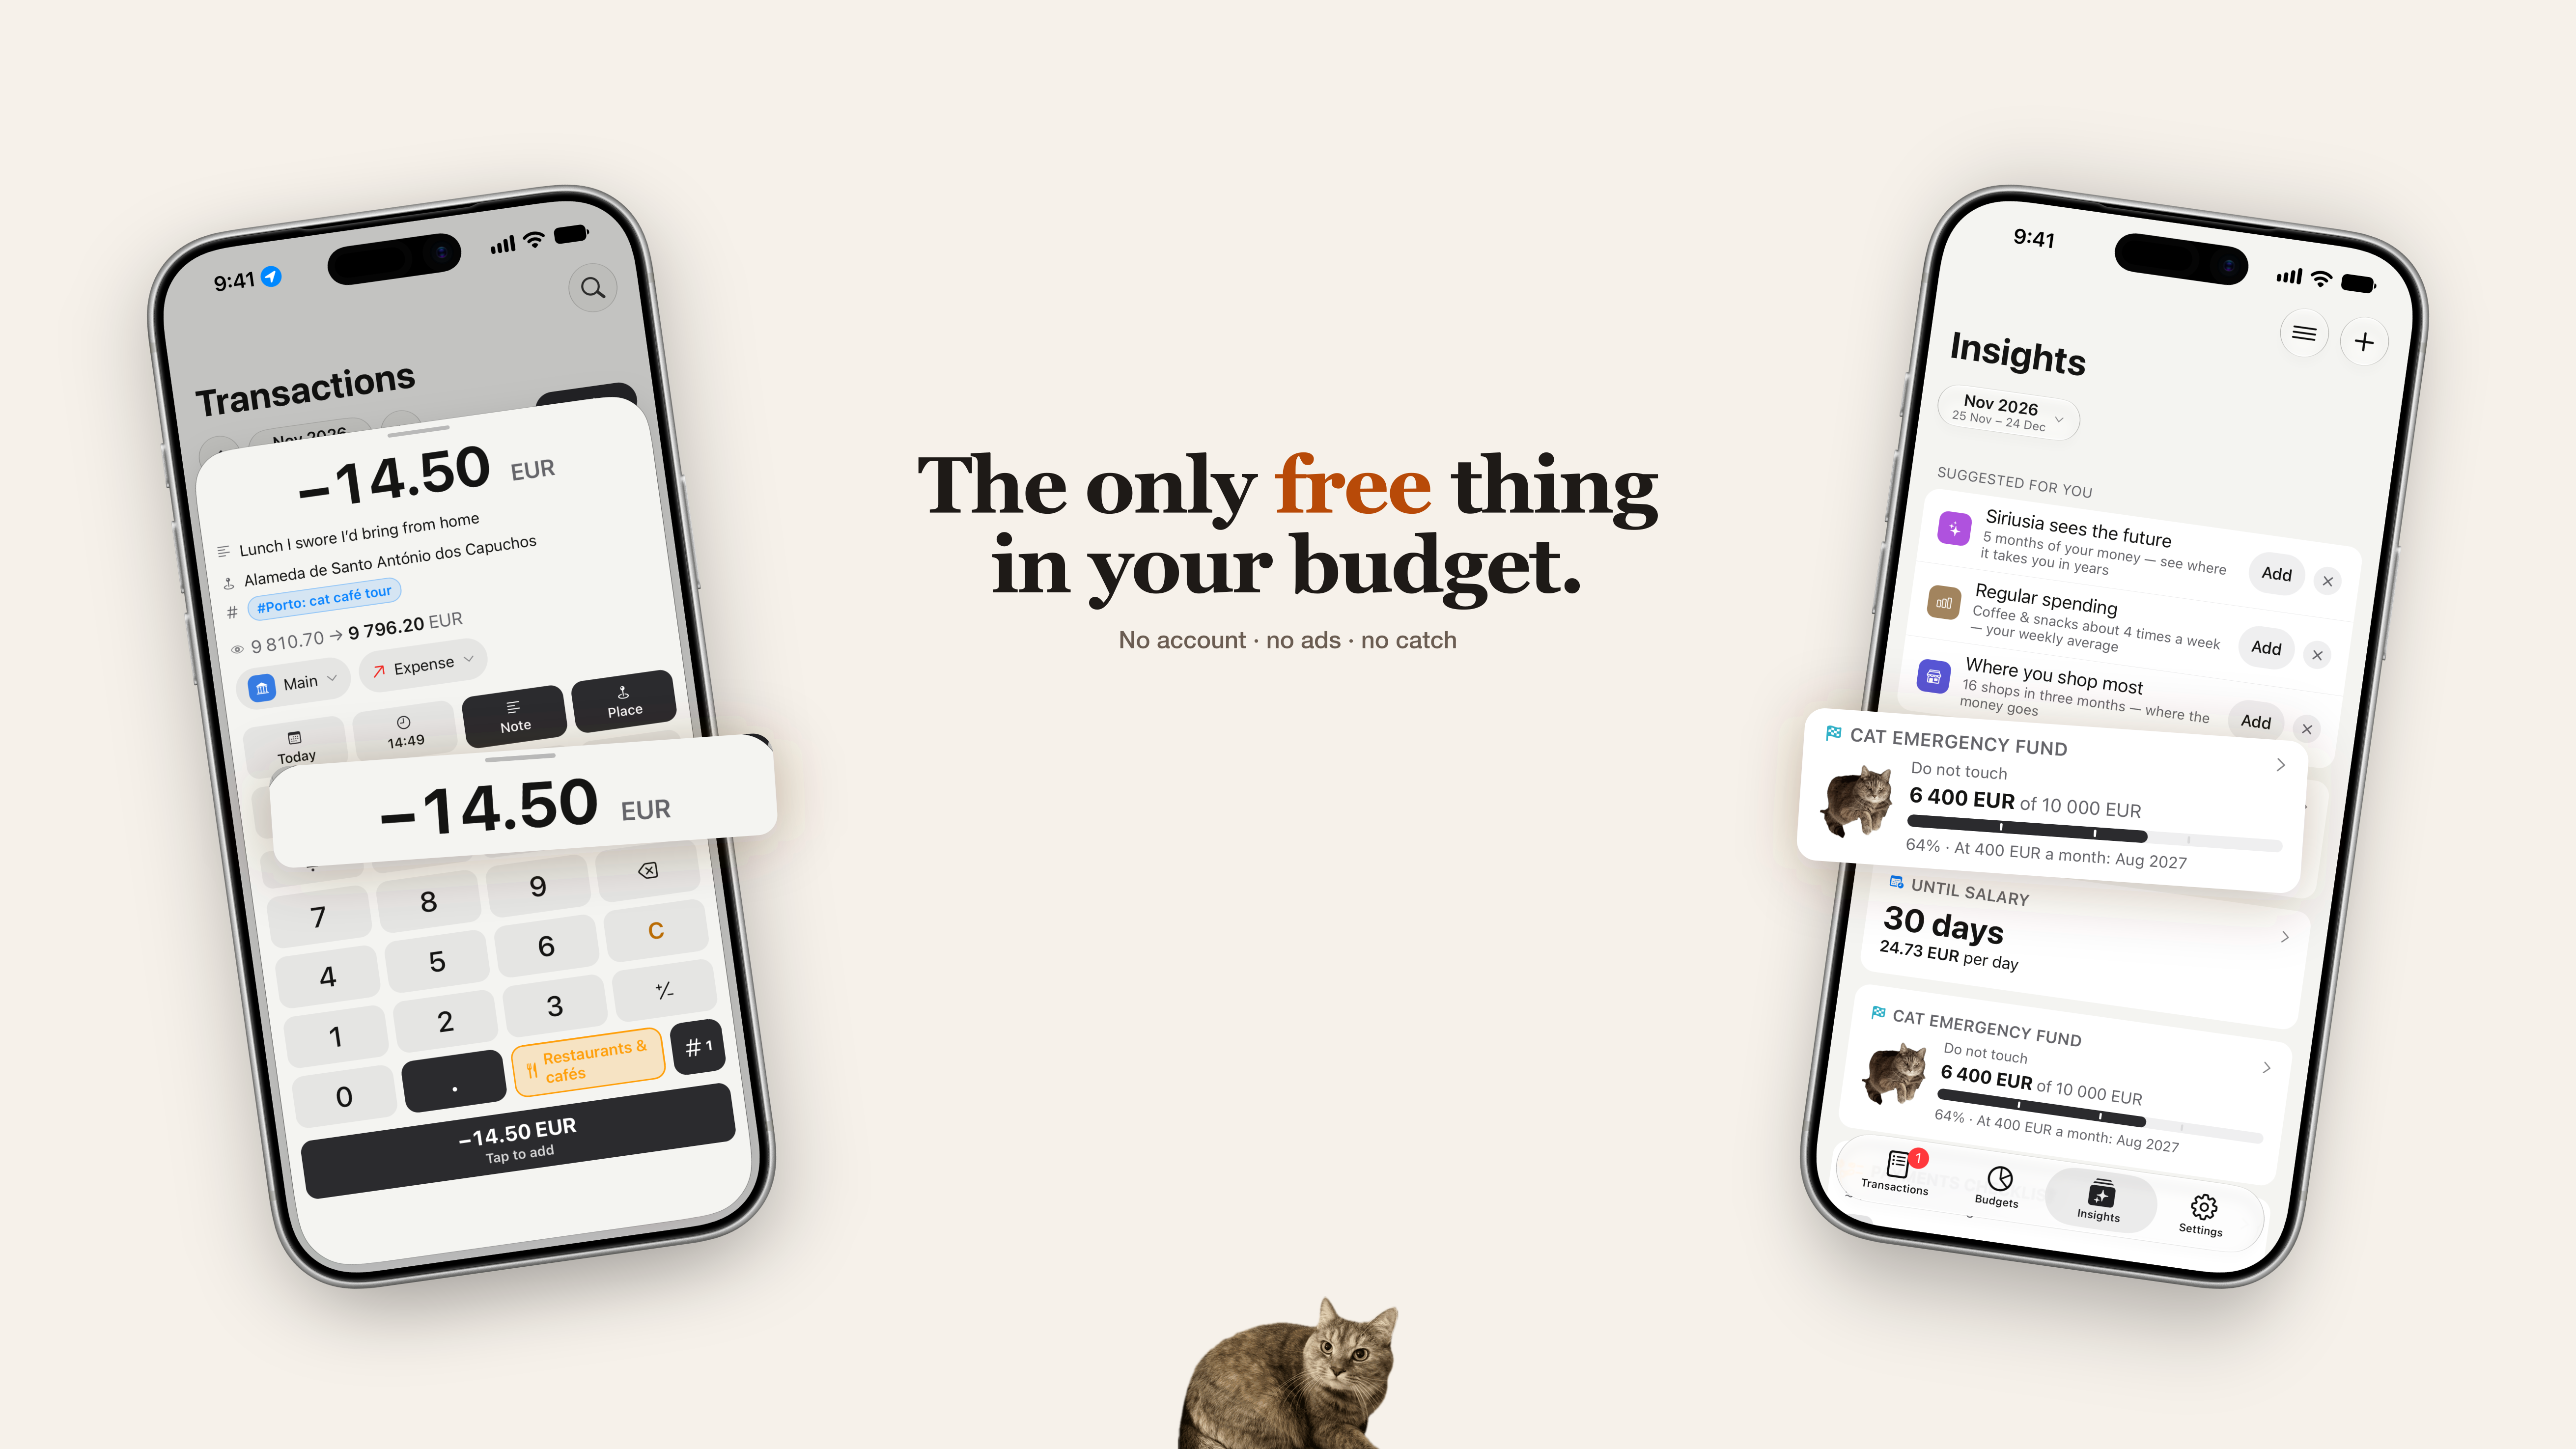 9:41
Transactions
Nov 2026
−14.50 EUR
Lunch I swore I'd bring from home
Alameda de Santo António dos Capuchos
# #Porto: cat café tour
9 810.70 → 9 796.20 EUR
Main
Expense
Today
14:49
Note
Place
−14.50 EUR
7 8 9
4 5 6 C
1 2 3 +/−
0 . Restaurants &
cafés
# 1
−14.50 EUR
Tap to add
The only free thing
in your budget.
No account · no ads · no catch
9:41
Insights
Nov 2026
25 Nov – 24 Dec
SUGGESTED FOR YOU
Siriusia sees the future
5 months of your money — see where
it takes you in years
Add
Regular spending
Coffee & snacks about 4 times a week
— your weekly average
Add
Where you shop most
16 shops in three months — where the
money goes
Add
CAT EMERGENCY FUND
Do not touch
6 400 EUR of 10 000 EUR
64% · At 400 EUR a month: Aug 2027
UNTIL SALARY
30 days
24.73 EUR per day
CAT EMERGENCY FUND
Do not touch
6 400 EUR of 10 000 EUR
64% · At 400 EUR a month: Aug 2027
1
Transactions
Budgets
Insights
Settings